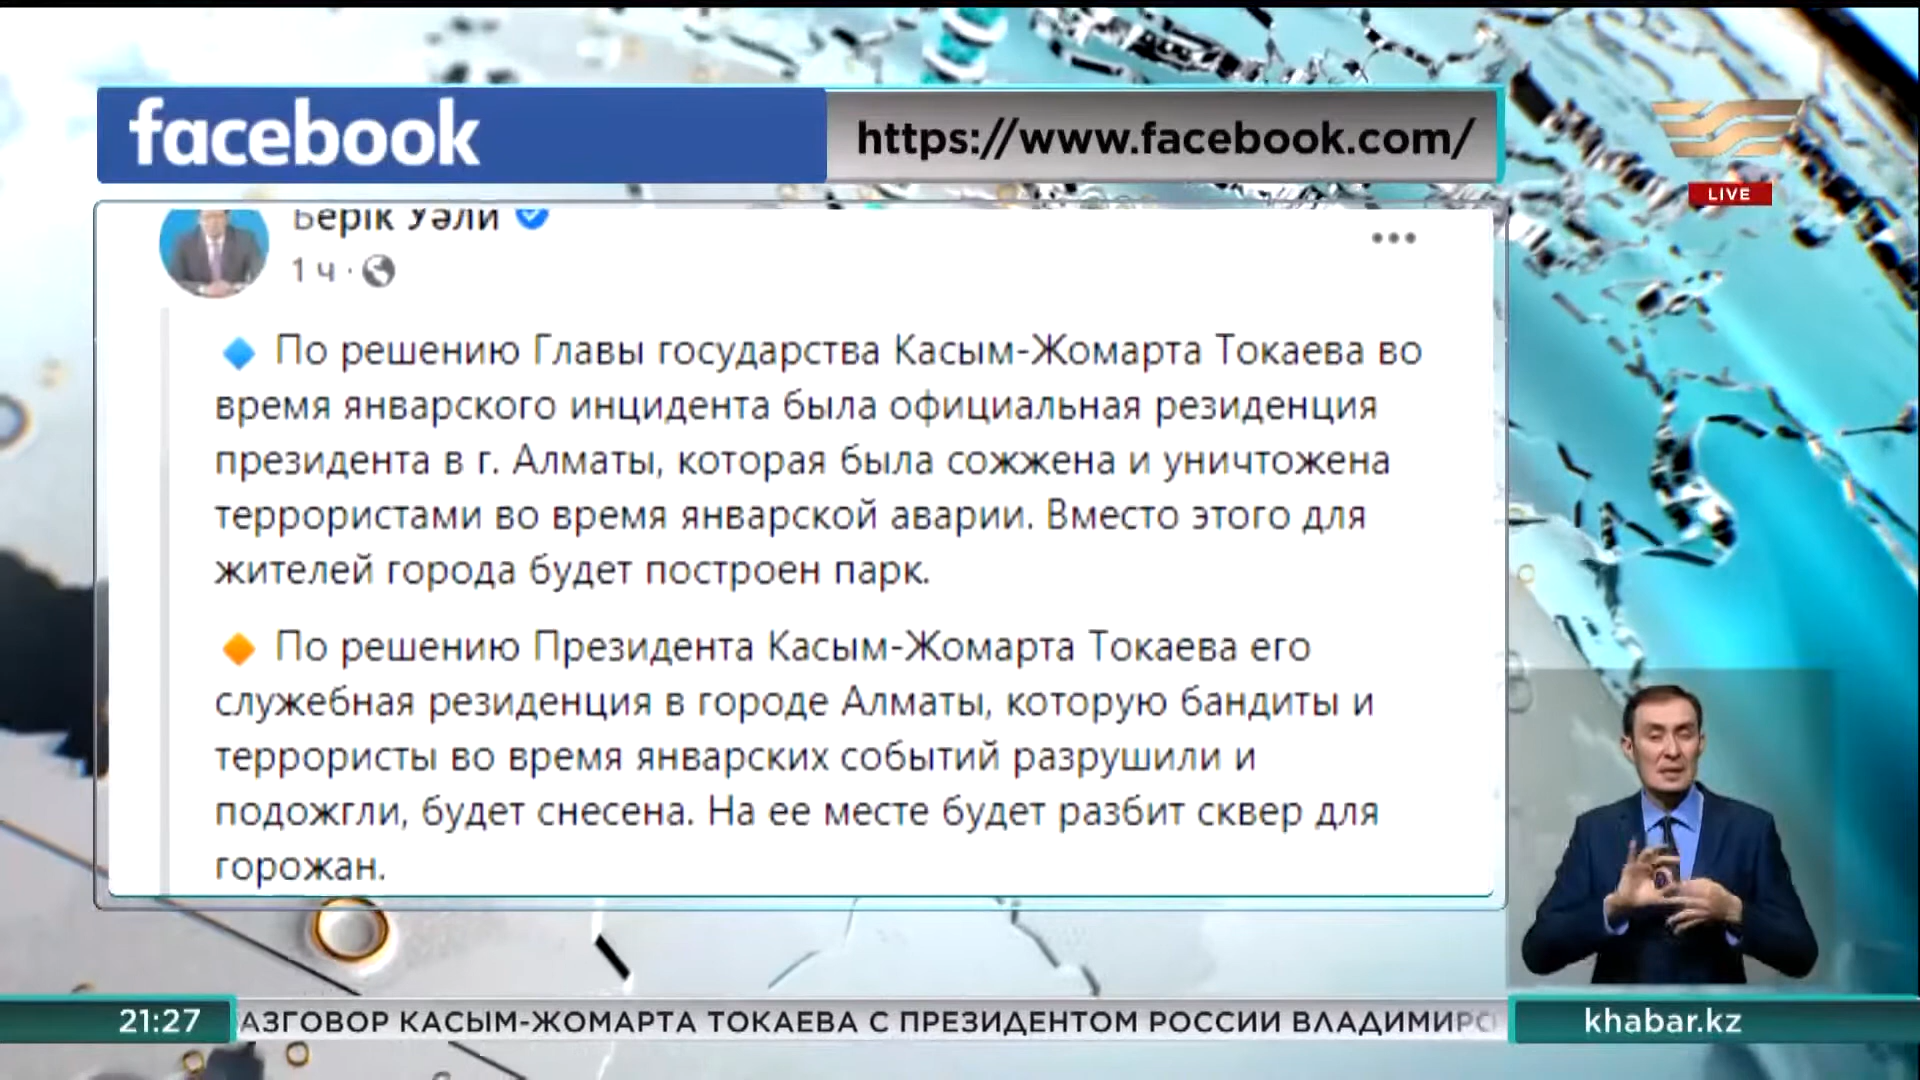 facebook
https://www.facebook.com/
LIVE
Берік Уәли
1 ч ·
По решению Главы государства Касым-Жомарта Токаева во
время январского инцидента была официальная резиденция
президента в г. Алматы, которая была сожжена и уничтожена
террористами во время январской аварии. Вместо этого для
жителей города будет построен парк.
По решению Президента Касым-Жомарта Токаева его
служебная резиденция в городе Алматы, которую бандиты и
террористы во время январских событий разрушили и
подожгли, будет снесена. На ее месте будет разбит сквер для
горожан.
21:27
АЗГОВОР КАСЫМ-ЖОМАРТА ТОКАЕВА С ПРЕЗИДЕНТОМ РОССИИ ВЛАДИМИРО
khabar.kz